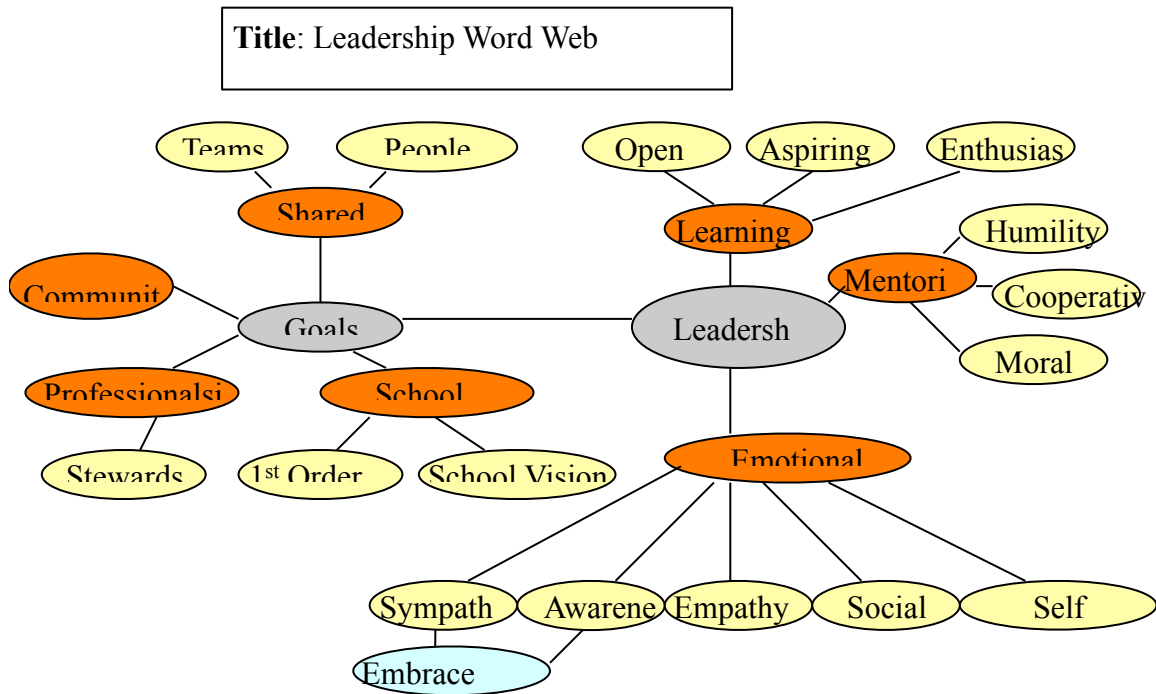 Title: Leadership Word Web
Teams
People
Open
Aspiring
Enthusias
Shared
Learning
Humility
Communit
Mentori
Cooperativ
Goals
Leadersh
Moral
Professionalsi
School
Stewards
1st Order
School Vision
Emotional
Sympath
Awarene
Empathy
Social
Self
Embrace